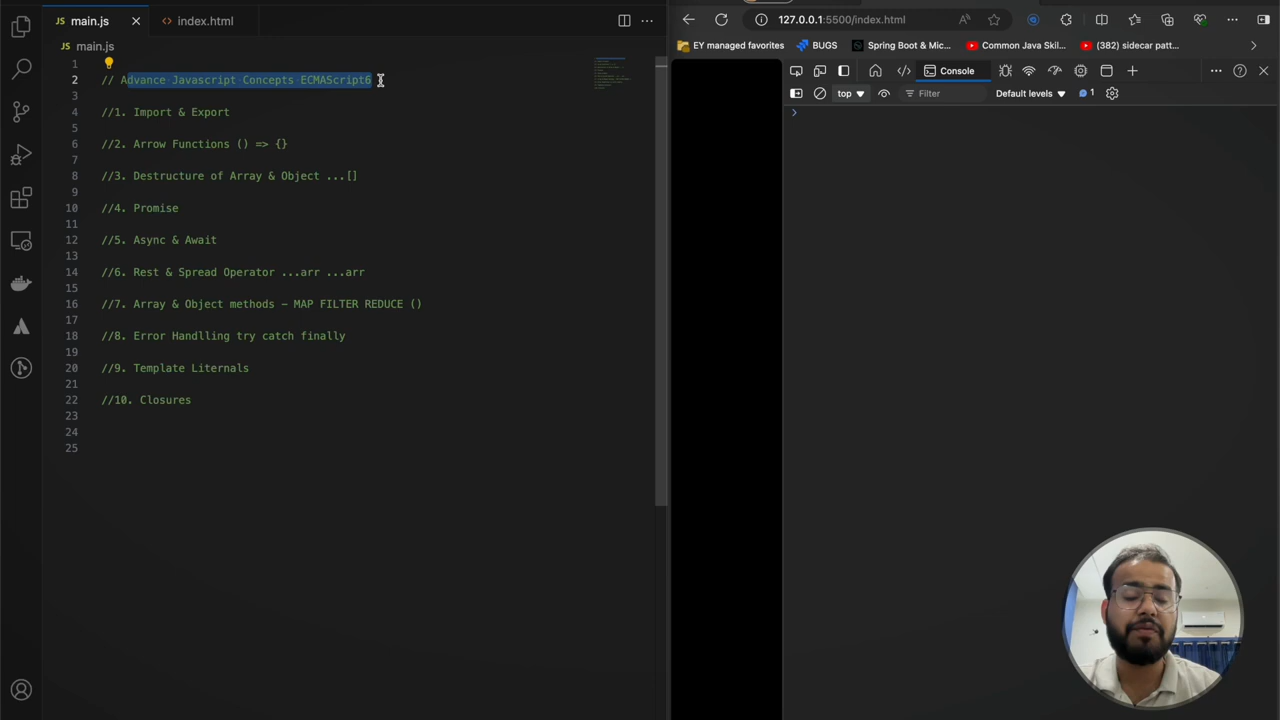 main.js
index.html
main.js
1
2 // Advance Javascript Concepts ECMAScript6
3
4 //1. Import & Export
5
6 //2. Arrow Functions () => {}
7
8 //3. Destructure of Array & Object ...[]
9
10 //4. Promise
11
12 //5. Async & Await
13
14 //6. Rest & Spread Operator ...arr ...arr
15
16 //7. Array & Object methods - MAP FILTER REDUCE ()
17
18 //8. Error Handlling try catch finally
19
20 //9. Template Liternals
21
22 //10. Closures
23
24
25
127.0.0.1:5500/index.html
EY managed favorites
BUGS
Spring Boot & Mic...
Common Java Skil...
(382) sidecar patt...
Console
top
Filter
Default levels
1